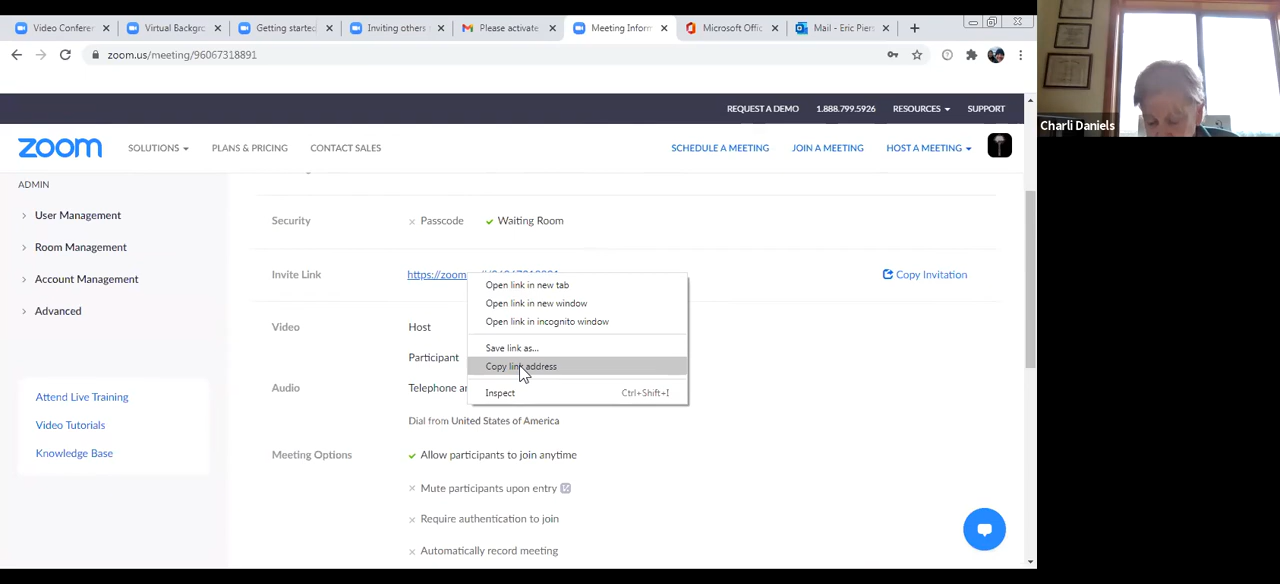 Video Confere
Virtual Backgro
Getting started
Inviting others
Please activate
Meeting Inform
Microsoft Offic
Mail - Eric Piers
zoom.us/meeting/96067318891
REQUEST A DEMO 1.888.799.5926 RESOURCES SUPPORT
zoom SOLUTIONS PLANS & PRICING CONTACT SALES SCHEDULE A MEETING JOIN A MEETING HOST A MEETING
ADMIN
User Management
Room Management
Account Management
Advanced
Attend Live Training
Video Tutorials
Knowledge Base
Security Passcode Waiting Room
Invite Link https://zoom Copy Invitation
Open link in new tab
Open link in new window
Open link in incognito window
Save link as...
Copy link address
Inspect Ctrl+Shift+I
Video Host
Participant
Audio Telephone
Dial from United States of America
Meeting Options Allow participants to join anytime
Mute participants upon entry
Require authentication to join
Automatically record meeting
Charli Daniels